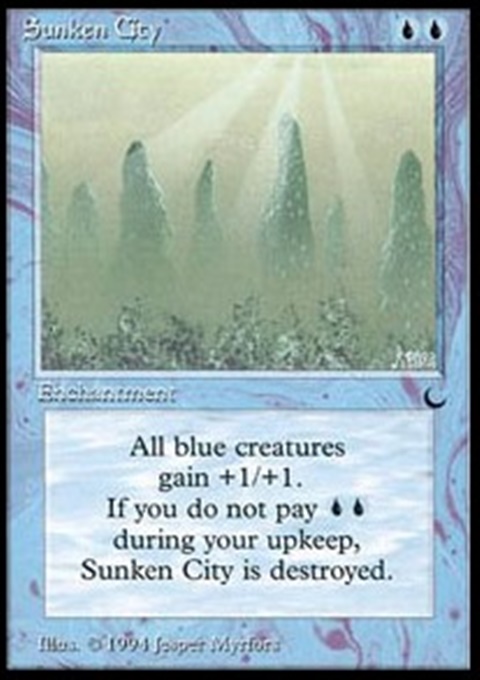 Sunken City
Enchantment
All blue creatures
gain +1/+1.
If you do not pay
during your upkeep,
Sunken City is destroyed.
Illus. © 1994 Jesper Myrfors